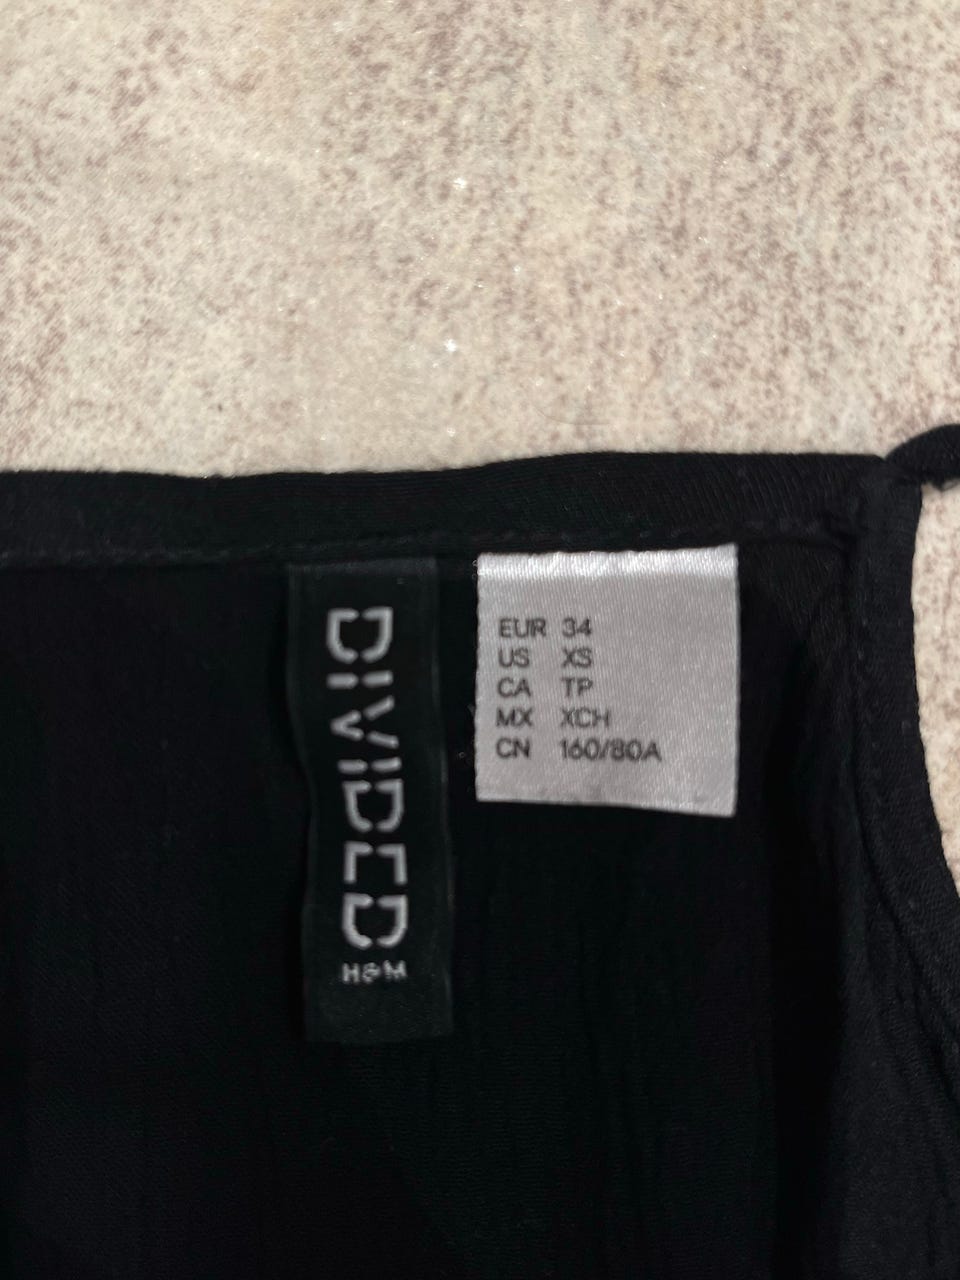 DIVIDED
H&M
EUR 34
US XS
CA TP
MX XCH
CN 160/80A